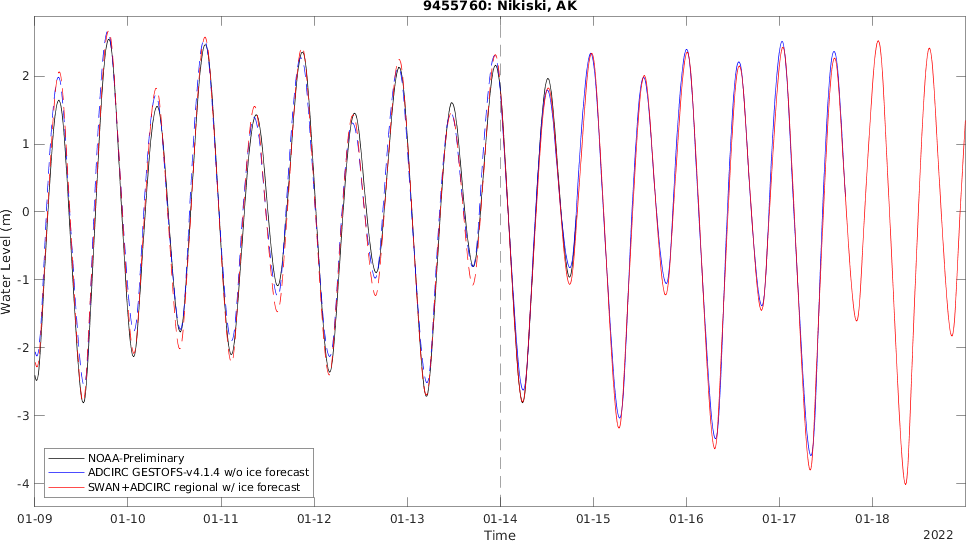 9455760: Nikiski, AK
Water Level (m)
2
1
0
-1
-2
-3
-4
NOAA-Preliminary
ADCIRC GESTOFS-v4.1.4 w/o ice forecast
SWAN+ADCIRC regional w/ ice forecast
01-09 01-10 01-11 01-12 01-13 01-14 01-15 01-16 01-17 01-18
Time
2022